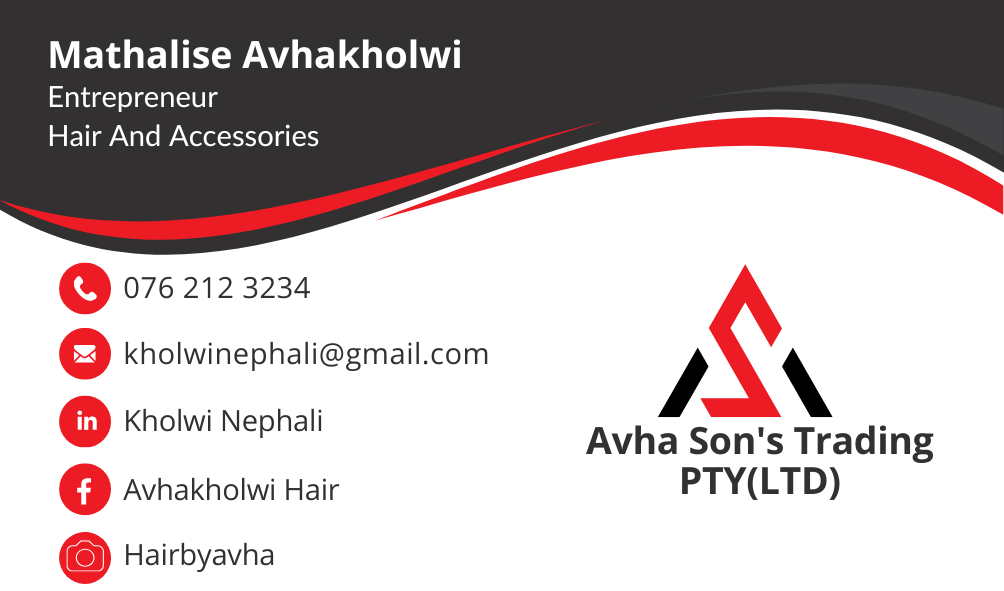 Mathalise Avhakholwi
Entrepreneur
Hair And Accessories
076 212 3234
kholwinephali@gmail.com
in Kholwi Nephali
f Avhakholwi Hair
Hairbyavha
Avha Son's Trading
PTY(LTD)